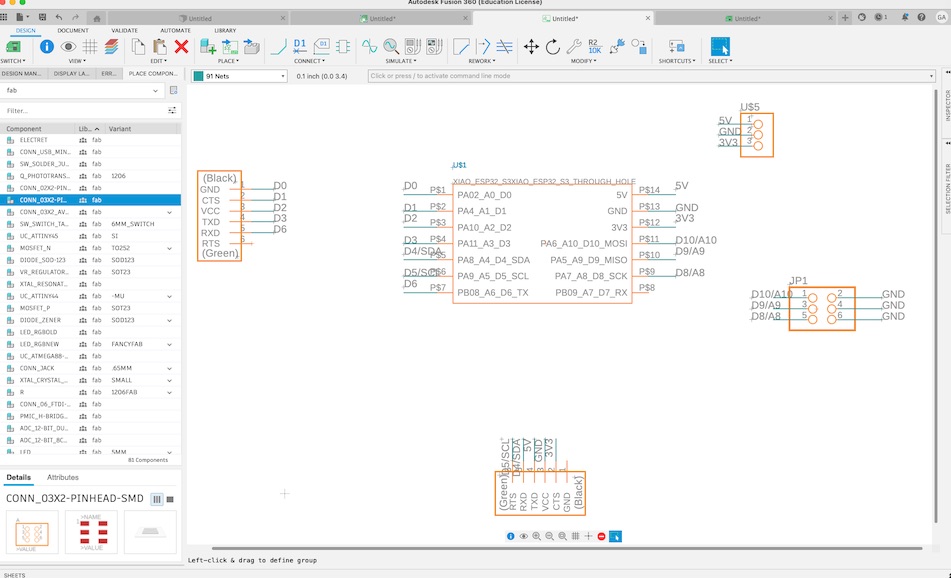 Autodesk Fusion 360 (Education License)
Untitled
Untitled*
Untitled*
Untitled*
GA
DESIGN
DOCUMENT
VALIDATE
AUTOMATION
LIBRARY
D1
R2
10K
SWITCH
VIEW
EDIT
PLACE
CONNECT
SIMULATE
REWORK
MODIFY
SHORTCUTS
SELECT
DESIGN MAN...
DISPLAY LA...
ERR...
PLACE COMPON...
91 Nets
0.1 inch (0.0 3.4)
Click or press / to activate command line mode
fab
Filter...
Component Lib... Variant
ELECTRET fab
CONN_USB_MIN... fab
SW_SOLDER_JU... fab
Q_PHOTOTRANS... fab 1206
CONN_02X2-PIN... fab
CONN_03X2-PI... fab
CONN_03X2_AV... fab
SW_SWITCH_TA... fab 6MM_SWITCH
UC_ATTINY45 fab SI
MOSFET_N fab TO252
DIODE_SOD-123 fab SOD123
VR_REGULATOR... fab SOT23
XTAL_RESONAT... fab
UC_ATTINY44 fab -MU
MOSFET_P fab SOT23
DIODE_ZENER fab SOD123
LED_RGBOLD fab
LED_RGBNEW fab FANCYFAB
UC_ATMEGA88-... fab
CONN_JACK fab .65MM
XTAL_CRYSTAL_... fab SMALL
R fab 1206FAB
CONN_06_FTDI-... fab
PMIC_H-BRIDG... fab
ADC_12-BIT_DU... fab
ADC_12-BIT_8C... fab
LED fab 5MM
81 Components
Details Attributes
CONN_03X2-PINHEAD-SMD
>VALUE
>NAME
>VALUE
SHEETS
Left-click & drag to define group
INSPECTOR
SELECTION FILTER
(Black)
GND 1 D0
CTS 2 D1
VCC 3 D2
TXD 4 D3
RXD 5 D6
RTS 6
(Green)
U$1
XIAO_ESP32_S3XIAO_ESP32_S3_THROUGH_HOLE
D0 P$1 PA02_A0_D0 5V P$14 5V
D1 P$2 PA4_A1_D1 GND P$13 GND
D2 P$3 PA10_A2_D2 3V3 P$12 3V3
D3 P$4 PA11_A3_D3 PA6_A10_D10_MOSI P$11 D10/A10
D4/SDA P$5 PA8_A4_D4_SDA PA5_A9_D9_MISO P$10 D9/A9
D5/SCL P$6 PA9_A5_D5_SCL PA7_A8_D8_SCK P$9 D8/A8
D6 P$7 PB08_A6_D6_TX PB09_A7_D7_RX P$8
U$5
5V 1
GND 2
3V3 3
JP1
D10/A10 1 2 GND
D9/A9 3 4 GND
D8/A8 5 6 GND
D5/SCL
D4/SDA
5V
GND
3V3
(Green)
RTS
RXD
TXD
VCC
CTS
GND
(Black)